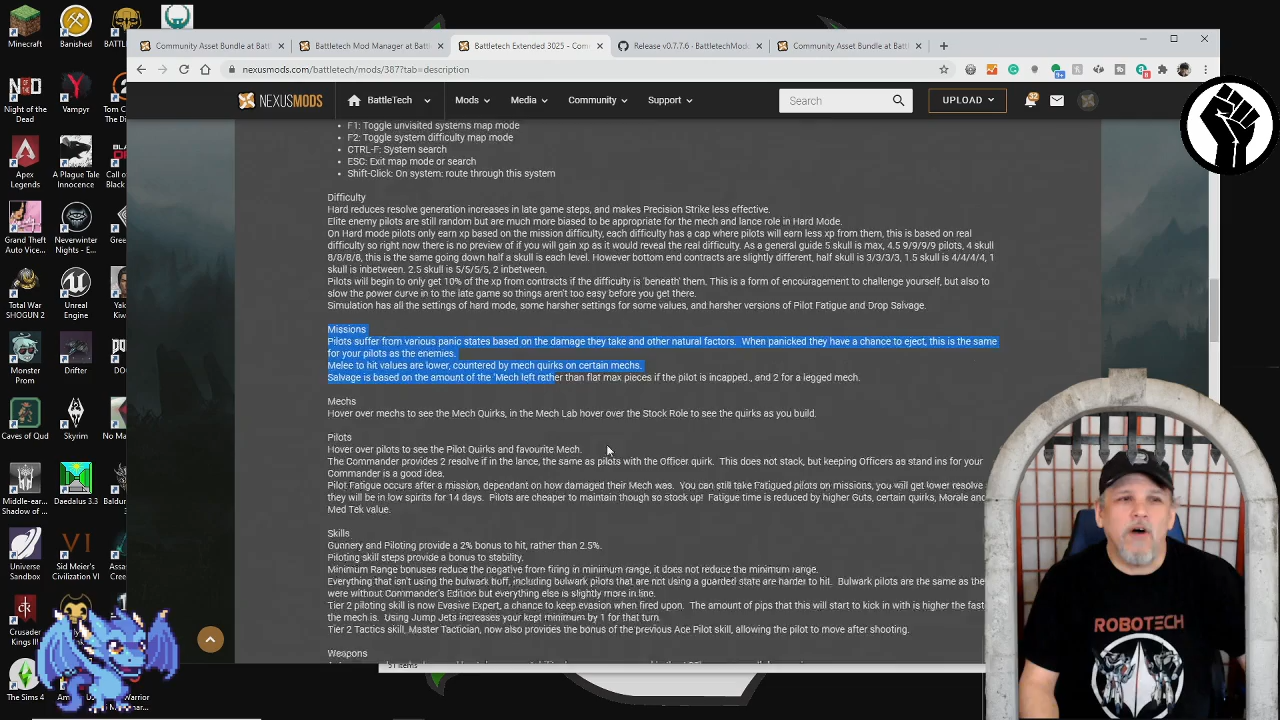 Community Asset Bundle at Batt
Battletech Mod Manager at Battle
Battletech Extended 3025 - Com
Release v0.7.7.6 · BattletechMod
Community Asset Bundle at Batt
nexusmods.com/battletech/mods/387?tab=description
NEXUSMODS
BattleTech
Mods
Media
Community
Support
Search
UPLOAD
F1: Toggle unvisited systems map mode
F2: Toggle system difficulty map mode
CTRL-F: System search
ESC: Exit map mode or search
Shift-Click: On system: route through this system
Difficulty
Hard reduces resolve generation increases in late game steps, and makes Precision Strike less effective.
Elite enemy pilots are still random but are much more biased to be appropriate for the mech and lance role in Hard Mode.
On Hard mode pilots only earn xp based on the mission difficulty, each difficulty has a cap where pilots will earn less xp from them, this is based on real
difficulty so right now there is no preview of if you will gain xp as it would reveal the real difficulty. As a general guide 5 skull is max, 4.5 9/9/9/9 pilots, 4 skull
8/8/8/8, this is the same going down half a skull is each level. However bottom end contracts are slightly different, half skull is 3/3/3/3, 1.5 skull is 4/4/4/4, 1
skull is inbetween. 2.5 skull is 5/5/5/5, 2 inbetween.
Pilots will begin to only get 10% of the xp from contracts if the difficulty is 'beneath' them. This is a form of encouragement to challenge yourself, but also to
slow the power curve in to the late game so things aren't too easy before you get there.
Simulation has all the settings of hard mode, some harsher settings for some values, and harsher versions of Pilot Fatigue and Drop Salvage.
Missions
Pilots suffer from various panic states based on the damage they take and other natural factors. When panicked they have a chance to eject, this is the same
for your pilots as the enemies.
Melee to hit values are lower, countered by mech quirks on certain mechs.
Salvage is based on the amount of the 'Mech left rather than flat max pieces if the pilot is incapped., and 2 for a legged mech.
Mechs
Hover over mechs to see the Mech Quirks, in the Mech Lab hover over the Stock Role to see the quirks as you build.
Pilots
Hover over pilots to see the Pilot Quirks and favourite Mech.
The Commander provides 2 resolve if in the lance, the same as pilots with the Officer quirk. This does not stack, but keeping Officers as stand ins for your
Commander is a good idea.
Pilot Fatigue occurs after a mission, dependant on how damaged their Mech was. You can still take Fatigued pilots on missions, you will get lower resolve
they will be in low spirits for 14 days. Pilots are cheaper to maintain though so stock up! Fatigue time is reduced by higher Guts, certain quirks, Morale and
Med Tek value.
Skills
Gunnery and Piloting provide a 2% bonus to hit, rather than 2.5%.
Piloting skill steps provide a bonus to stability.
Minimum Range bonuses reduce the negative from firing in minimum range, it does not reduce the minimum range.
Everything that isn't using the bulwark buff, including bulwark pilots that are not using a guarded state are harder to hit. Bulwark pilots are the same as the
were without Commander's Edition but everything else is slightly more in line.
Tier 2 piloting skill is now Evasive Expert, a chance to keep evasion when fired upon. The amount of pips that this will start to kick in with is higher the fast
the mech is. Using Jump Jets increases your kept minimum by 1 for that turn.
Tier 2 Tactics skill, Master Tactician, now also provides the bonus of the previous Ace Pilot skill, allowing the pilot to move after shooting.
Weapons
Minecraft
Banished
Night of the Dead
Vampyr
Apex Legends
A Plague Tale Innocence
Grand Theft Auto Vice...
Neverwinter Nights - E...
Total War SHOGUN 2
Unreal Engine
Monster Prom
Drifter
Caves of Qud
Skyrim
Middle-ear... Shadow of ...
Daedalus 3.3
Universe Sandbox
Sid Meier's Civilization VI
Crusader Kings III
The Sims 4
ROBOTECH